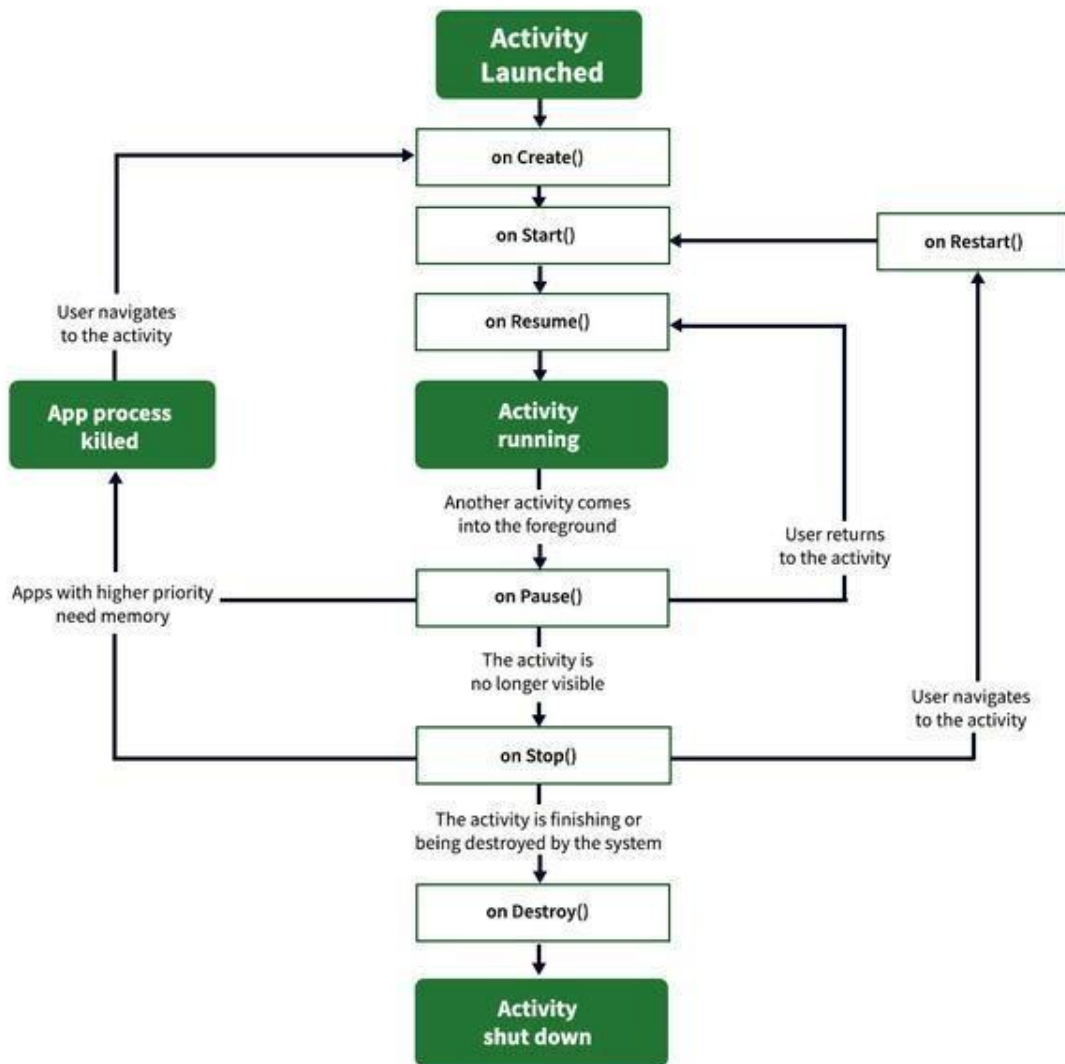 Activity
Launched
on Create()
on Start()
on Restart()
on Resume()
User navigates
to the activity
App process
killed
Activity
running
Another activity comes
into the foreground
User returns
to the activity
Apps with higher priority
need memory
on Pause()
The activity is
no longer visible
User navigates
to the activity
on Stop()
The activity is finishing or
being destroyed by the system
on Destroy()
Activity
shut down